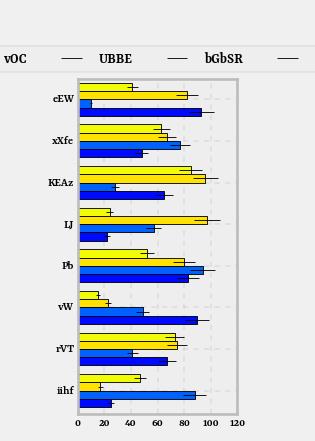 vOC UBBE bGbSR
cEW
xXfc
KEAz
LJ
Pb
vW
rVT
iihf
0 20 40 60 80 100 120